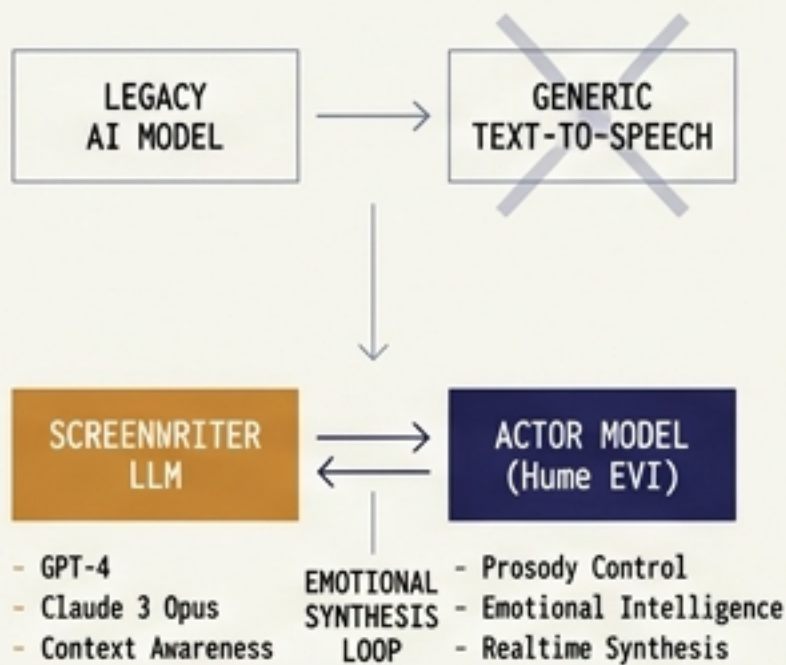 LEGACY
AI MODEL
GENERIC
TEXT-TO-SPEECH
SCREENWRITER
LLM
ACTOR MODEL
(Hume EVI)
- GPT-4
- Claude 3 Opus
- Context Awareness
EMOTIONAL
SYNTHESIS
LOOP
- Prosody Control
- Emotional Intelligence
- Realtime Synthesis